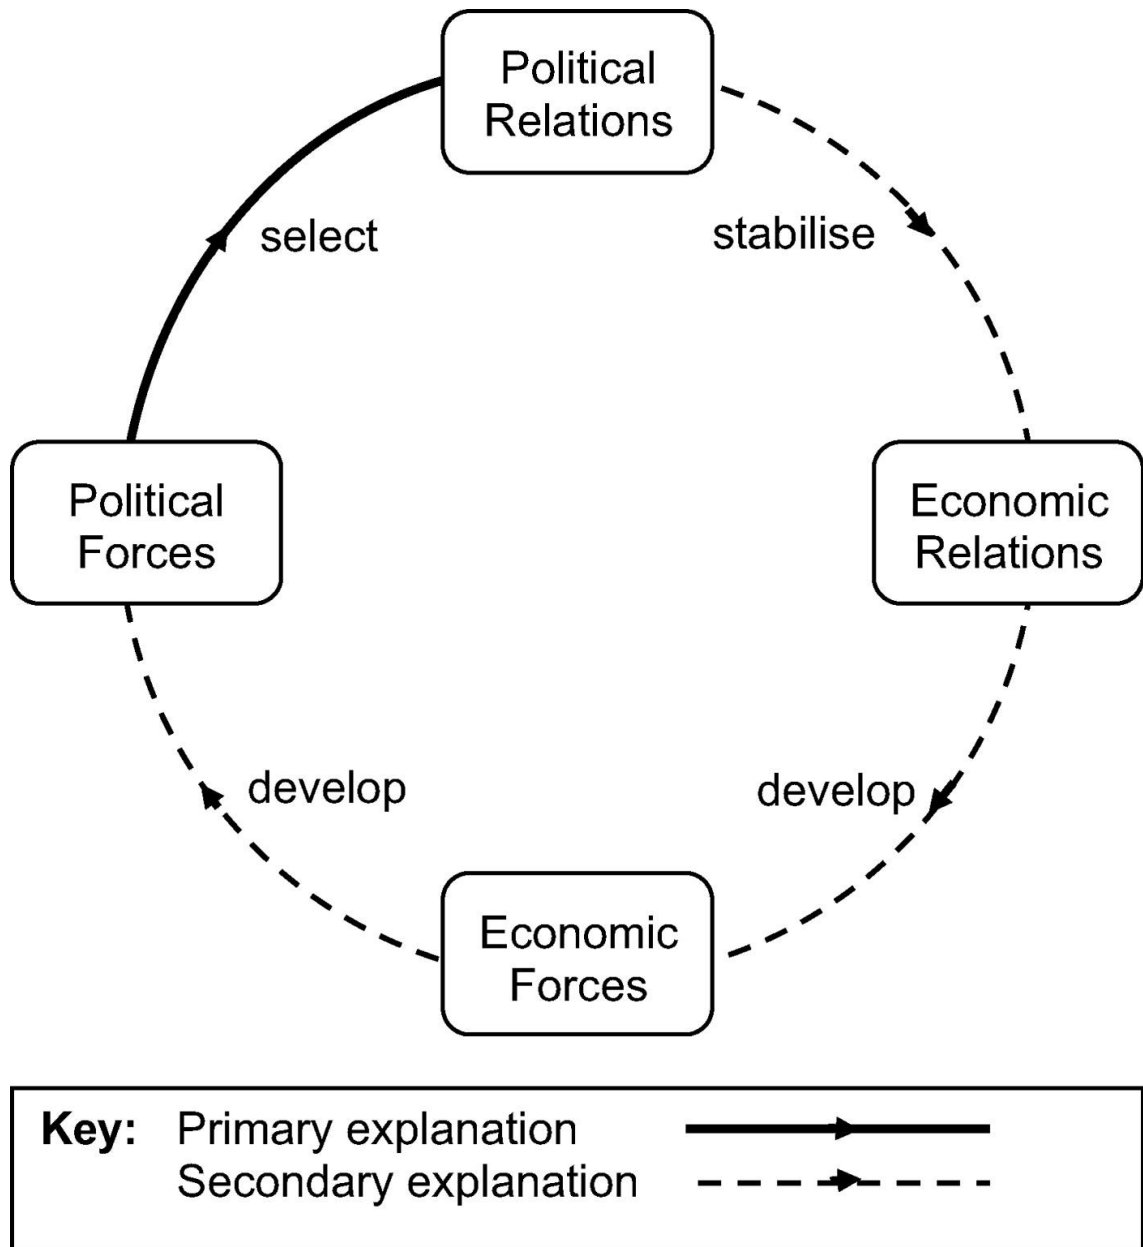 Political
Relations
select
stabilise
Political
Forces
Economic
Relations
develop
develop
Economic
Forces
Key: Primary explanation
Secondary explanation